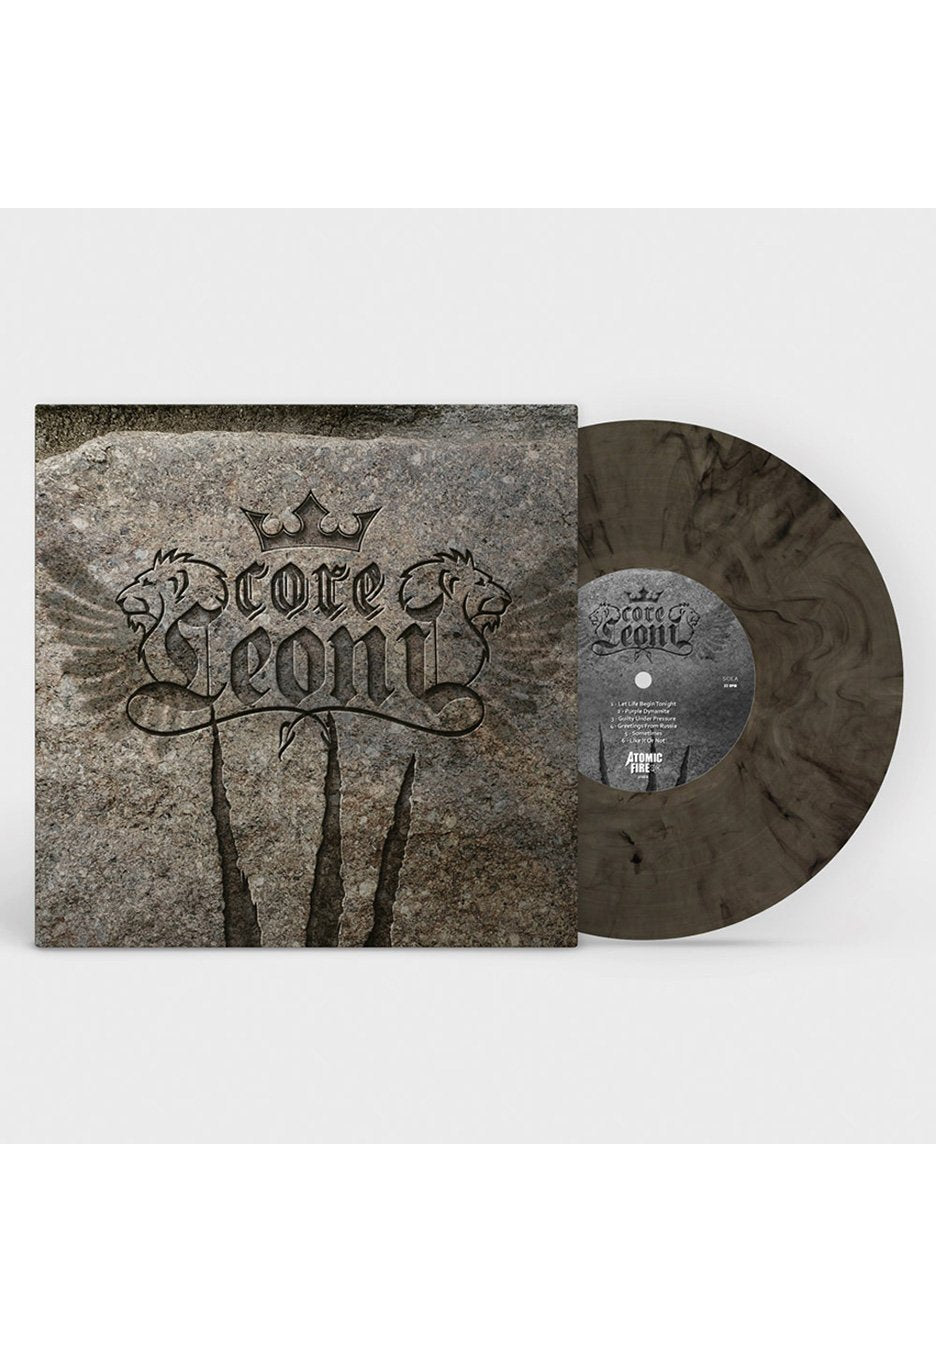 core
Leoni
core
Leoni
SIDE A
33 RPM
1 - Let Life Begin Tonight
2 - Purple Dynamite
3 - Guilty Under Pressure
4 - Greetings From Russia
5 - Sometimes
6 - Like It Or Not
ATOMIC
FIRE